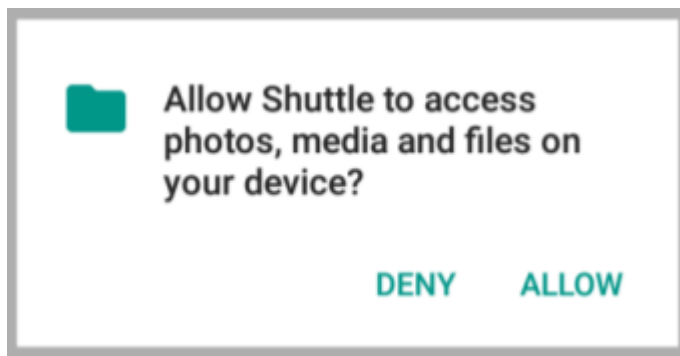 Allow Shuttle to access
photos, media and files on
your device?
DENY ALLOW